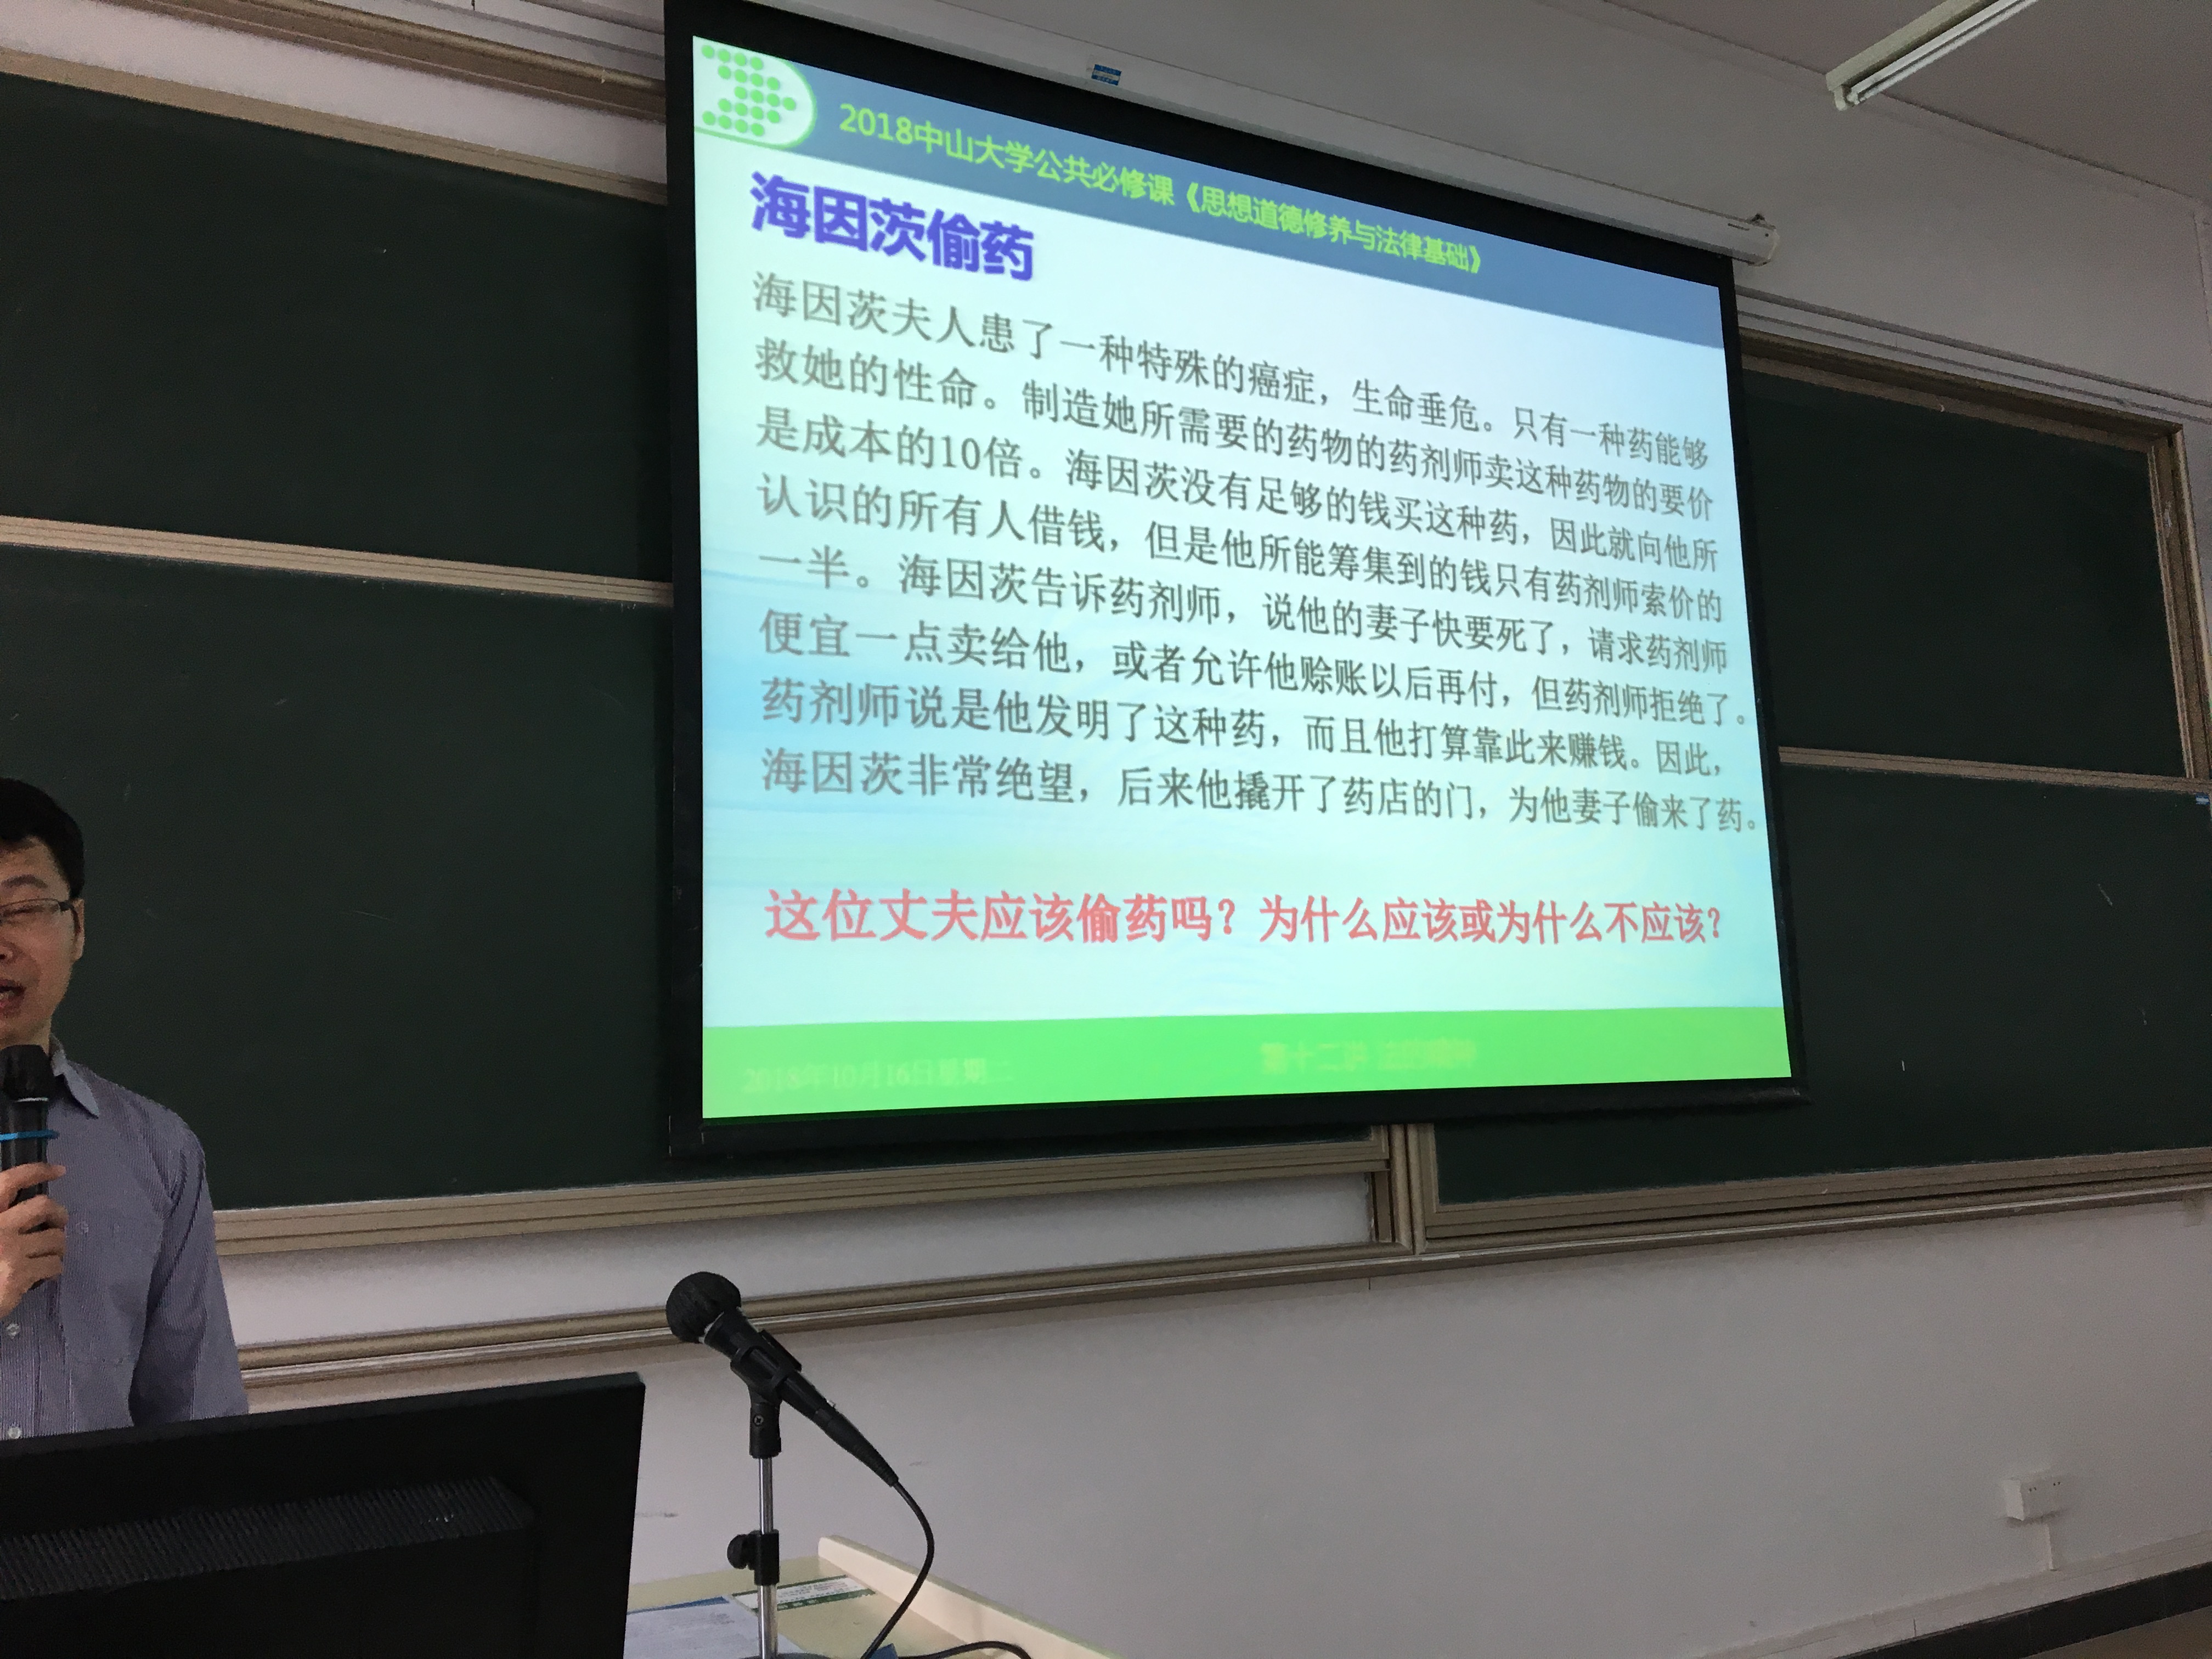 2018中山大学公共必修课《思想道德修养与法律基础》
海因茨偷药
海因茨夫人患了一种特殊的癌症，生命垂危。只有一种药能够
救她的性命。制造她所需要的药物的药剂师卖这种药物的要价
是成本的10倍。海因茨没有足够的钱买这种药，因此就向他所
认识的所有人借钱，但是他所能筹集到的钱只有药剂师索价的
一半。海因茨告诉药剂师，说他的妻子快要死了，请求药剂师
便宜一点卖给他，或者允许他赊账以后再付，但药剂师拒绝了。
药剂师说是他发明了这种药，而且他打算靠此来赚钱。因此，
海因茨非常绝望，后来他撬开了药店的门，为他妻子偷来了药。
这位丈夫应该偷药吗？为什么应该或为什么不应该？
2018年10月16日星期二
第十二讲